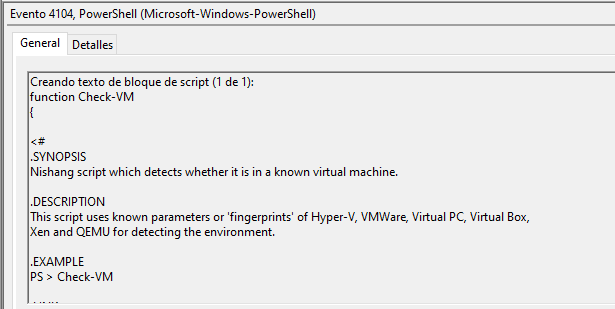 Evento 4104, PowerShell (Microsoft-Windows-PowerShell)
General
Detalles
Creando texto de bloque de script (1 de 1):
function Check-VM
{
<#
.SYNOPSIS
Nishang script which detects whether it is in a known virtual machine.
.DESCRIPTION
This script uses known parameters or 'fingerprints' of Hyper-V, VMWare, Virtual PC, Virtual Box,
Xen and QEMU for detecting the environment.
.EXAMPLE
PS > Check-VM